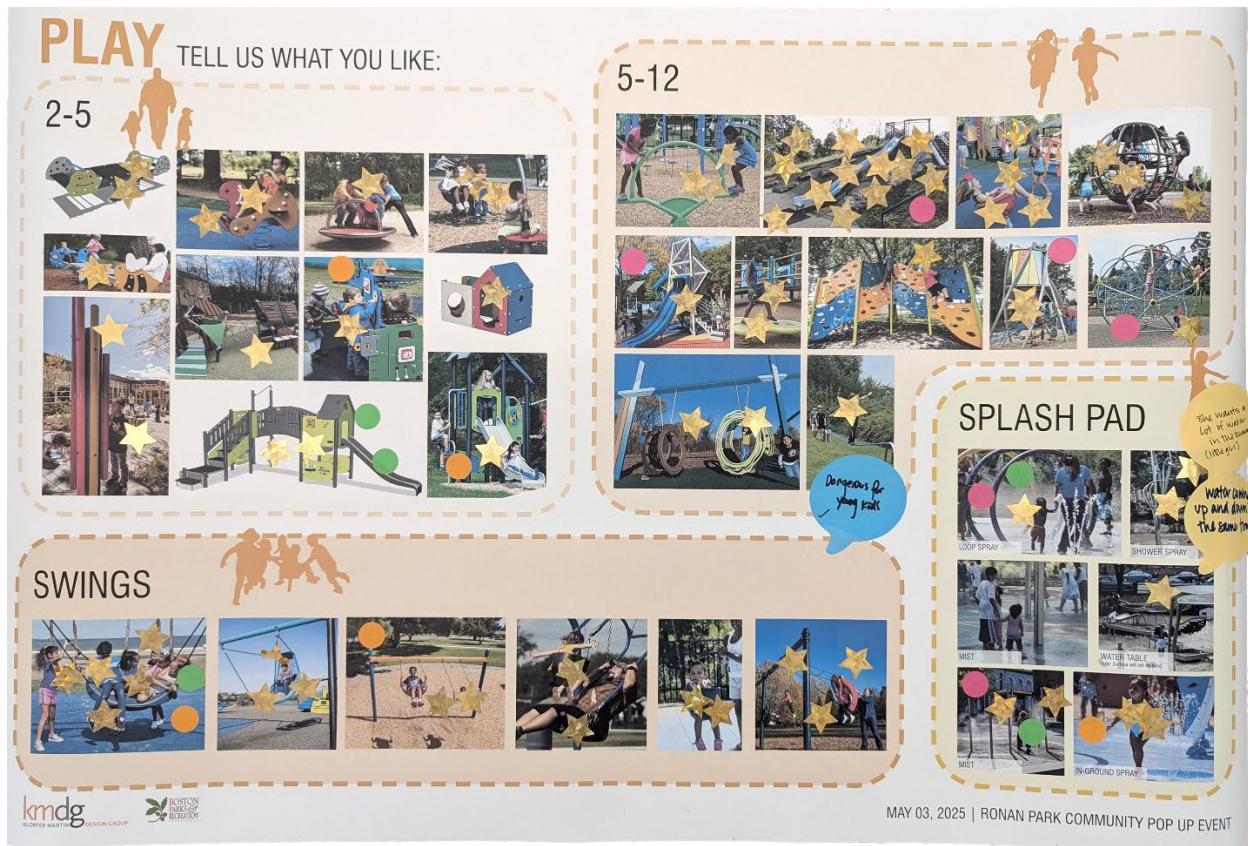 PLAY TELL US WHAT YOU LIKE:
2-5
5-12
Dangerous for
young kids
SWINGS
SPLASH PAD
She wants a
lot of water
in the
(little girl)
water
up and down
the same
LOOP SPRAY
SHOWER SPRAY
MIST
WATER TABLE
MIST
IN-GROUND SPRAY
kmdg
KLOPFER MARTIN DESIGN GROUP
BOSTON
PARKS &
RECREATION
MAY 03, 2025 | RONAN PARK COMMUNITY POP UP EVENT